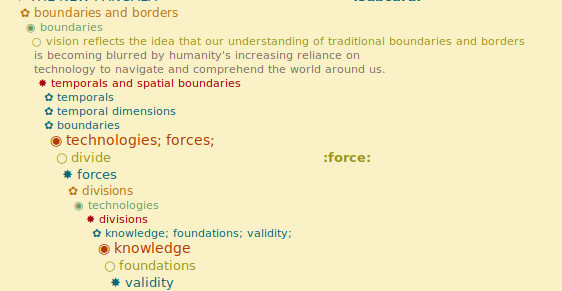 ✿ boundaries and borders
◉ boundaries
○ vision reflects the idea that our understanding of traditional boundaries and borders
is becoming blurred by humanity's increasing reliance on
technology to navigate and comprehend the world around us.
✸ temporals and spatial boundaries
✿ temporals
✿ temporal dimensions
✿ boundaries
◉ technologies; forces;
○ divide :force:
✸ forces
✿ divisions
◉ technologies
✸ divisions
✿ knowledge; foundations; validity;
◉ knowledge
○ foundations
✸ validity